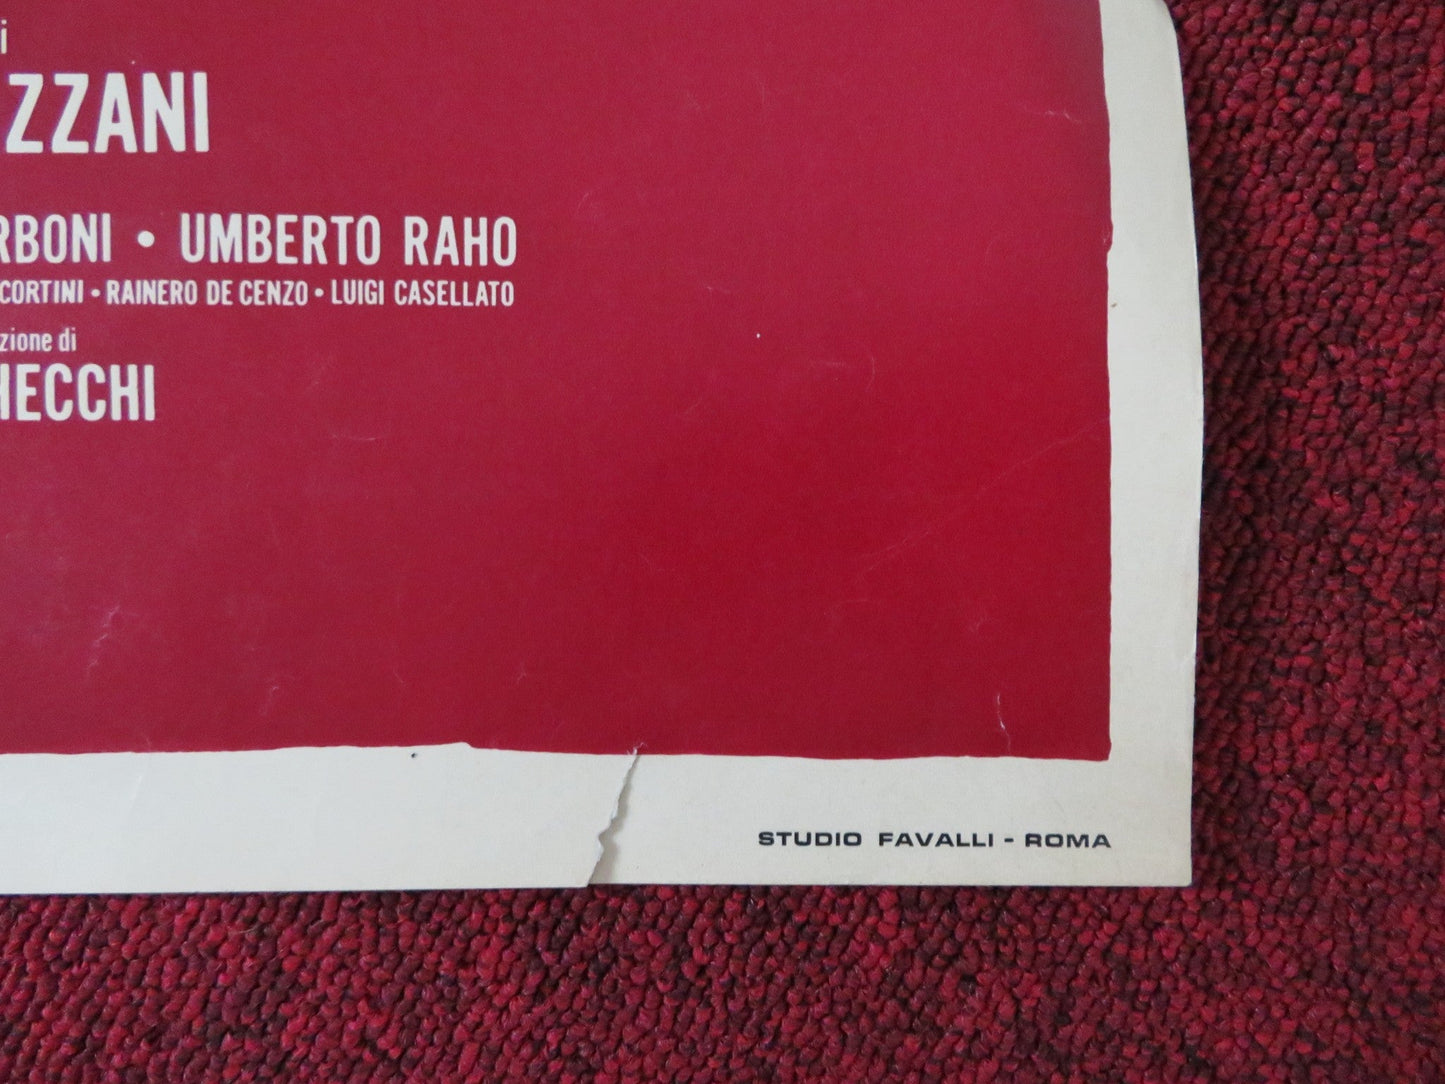 i
ZZANI
RBONI • UMBERTO RAHO
CORTINI • RAINERO DE CENZO • LUIGI CASELLATO
zione di
HECCHI
STUDIO FAVALLI - ROMA